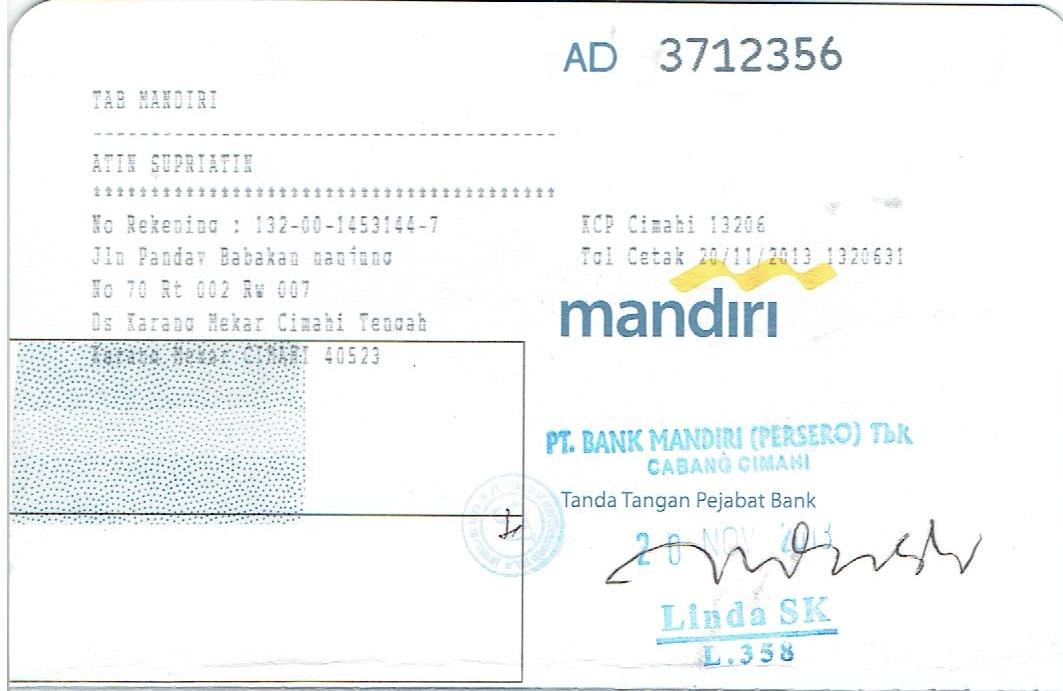 AD 3712356
TAB MANDIRI
----------------------------------------
ATIN SUPRIATIN
****************************************
No Rekening : 132-00-1453144-7
Jln Panday Babakan nanjung
No 70 Rt 002 Rw 007
Ds Karang Mekar Cimahi Tengah
Karang Mekar CIMAHI 40523
KCP Cimahi 13206
Tgl Cetak 20/11/2013 1320631
mandiri
PT. BANK MANDIRI (PERSERO) Tbk
CABANG CIMAHI
Tanda Tangan Pejabat Bank
20 NOV 2013
Linda SK
L.358